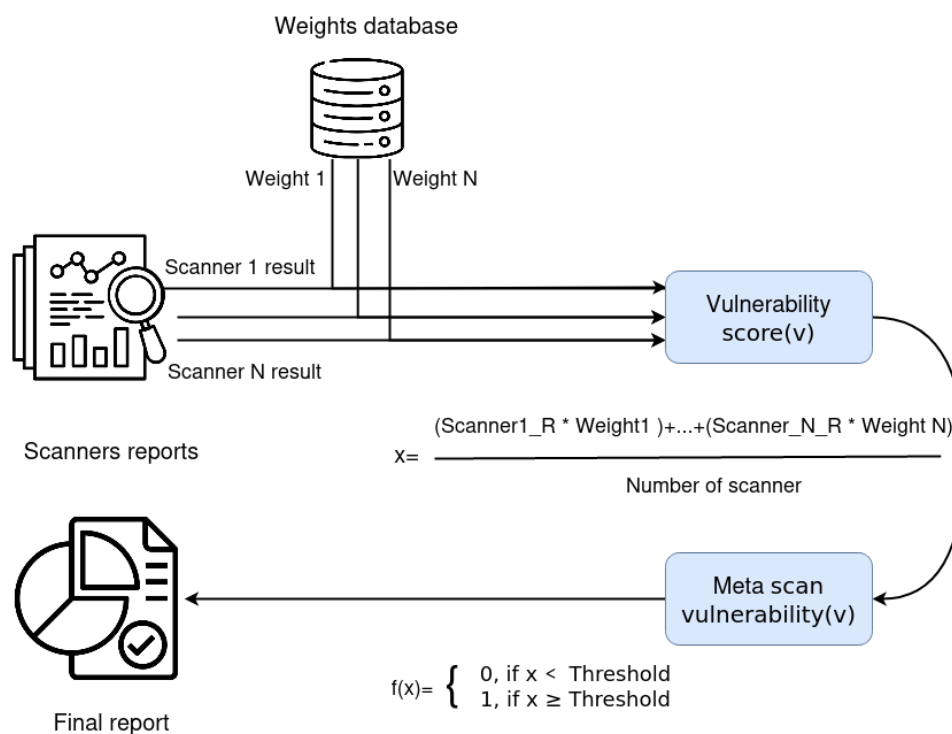 Weights database
Weight 1
Weight N
Scanner 1 result
Scanner N result
Vulnerability
score(v)
Scanners reports
(Scanner1_R * Weight1 )+...+(Scanner_N_R * Weight N)
x=
Number of scanner
Meta scan
vulnerability(v)
f(x)= {
0, if x < Threshold
1, if x ≥ Threshold
Final report